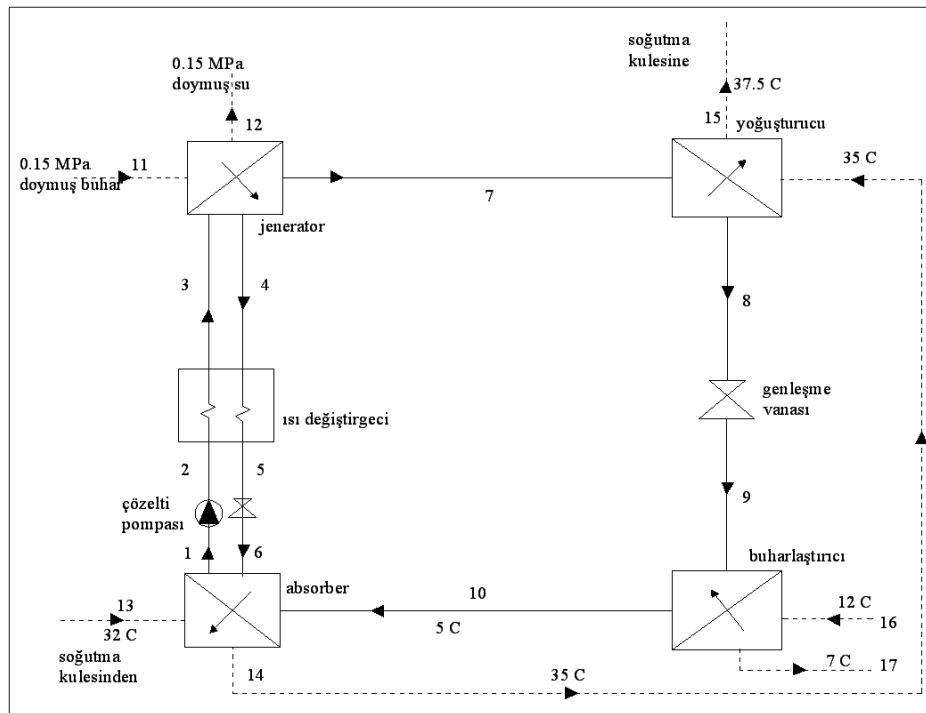 soğutma
kulesine
0.15 MPa
doymuş su
37.5 C
12
15
yoğuşturucu
0.15 MPa
11
doymuş buhar
35 C
7
jenerator
3
4
8
genleşme
vanası
ısı değiştirgeci
2
5
9
çözelti
pompası
1
6
buharlaştırıcı
absorber
10
13
5 C
12 C
16
32 C
soğutma
kulesinden
14
35 C
7 C
17